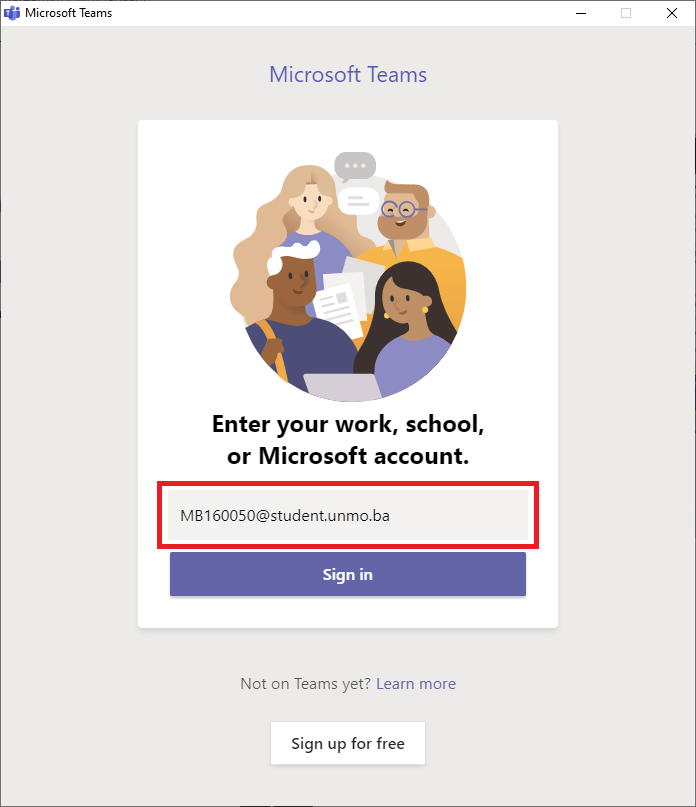 Microsoft Teams
Microsoft Teams
Enter your work, school,
or Microsoft account.
MB160050@student.unmo.ba
Sign in
Not on Teams yet? Learn more
Sign up for free